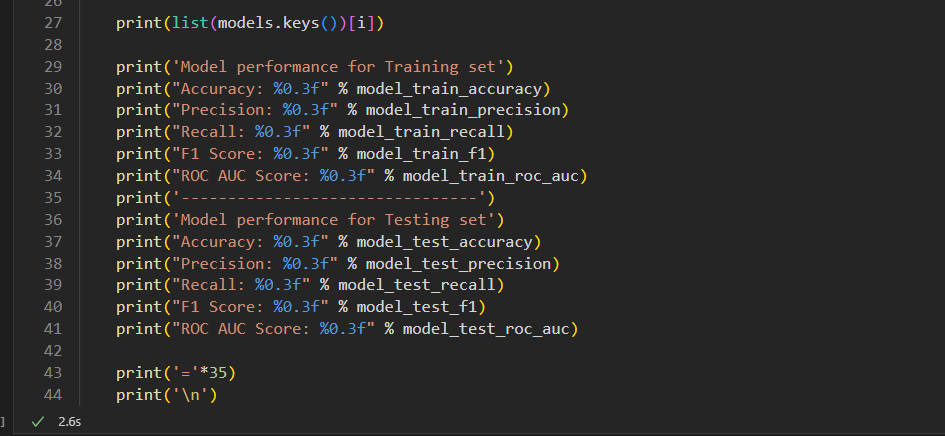 26
27 print(list(models.keys())[i])
28
29 print('Model performance for Training set')
30 print("Accuracy: %0.3f" % model_train_accuracy)
31 print("Precision: %0.3f" % model_train_precision)
32 print("Recall: %0.3f" % model_train_recall)
33 print("F1 Score: %0.3f" % model_train_f1)
34 print("ROC AUC Score: %0.3f" % model_train_roc_auc)
35 print('--------------------------------')
36 print('Model performance for Testing set')
37 print("Accuracy: %0.3f" % model_test_accuracy)
38 print("Precision: %0.3f" % model_test_precision)
39 print("Recall: %0.3f" % model_test_recall)
40 print("F1 Score: %0.3f" % model_test_f1)
41 print("ROC AUC Score: %0.3f" % model_test_roc_auc)
42
43 print('='*35)
44 print('\n')
] ✓ 2.6s